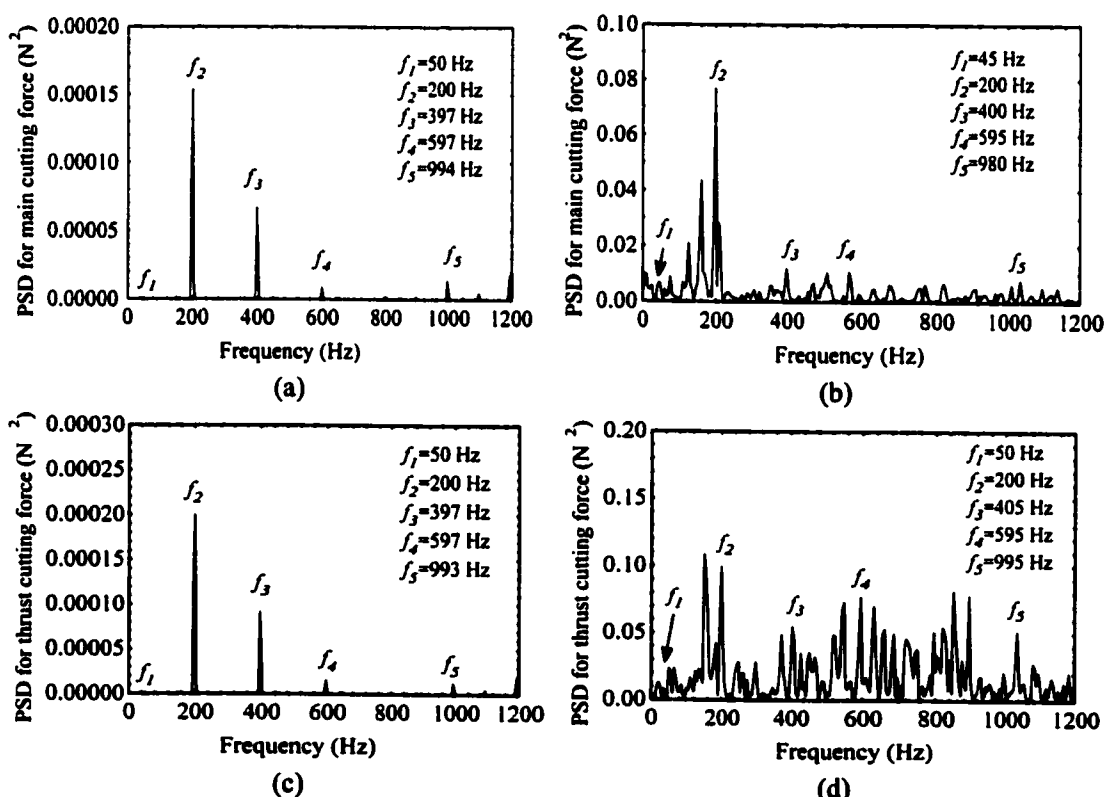 PSD for main cutting force (N²)
0.00020
0.00015
0.00010
0.00005
0.00000
f₁
f₂
f₃
f₄
f₅
f₁=50 Hz
f₂=200 Hz
f₃=397 Hz
f₄=597 Hz
f₅=994 Hz
0 200 400 600 800 1000 1200
Frequency (Hz)
(a)
PSD for main cutting force (N²)
0.10
0.08
0.06
0.04
0.02
0.00
f₁
f₂
f₃
f₄
f₅
f₁=45 Hz
f₂=200 Hz
f₃=400 Hz
f₄=595 Hz
f₅=980 Hz
0 200 400 600 800 1000 1200
Frequency (Hz)
(b)
PSD for thrust cutting force (N²)
0.00030
0.00025
0.00020
0.00015
0.00010
0.00005
0.00000
f₁
f₂
f₃
f₄
f₅
f₁=50 Hz
f₂=200 Hz
f₃=397 Hz
f₄=597 Hz
f₅=993 Hz
0 200 400 600 800 1000 1200
Frequency (Hz)
(c)
PSD for thrust cutting force (N²)
0.20
0.15
0.10
0.05
0.00
f₁
f₂
f₃
f₄
f₅
f₁=50 Hz
f₂=200 Hz
f₃=405 Hz
f₄=595 Hz
f₅=995 Hz
0 200 400 600 800 1000 1200
Frequency (Hz)
(d)